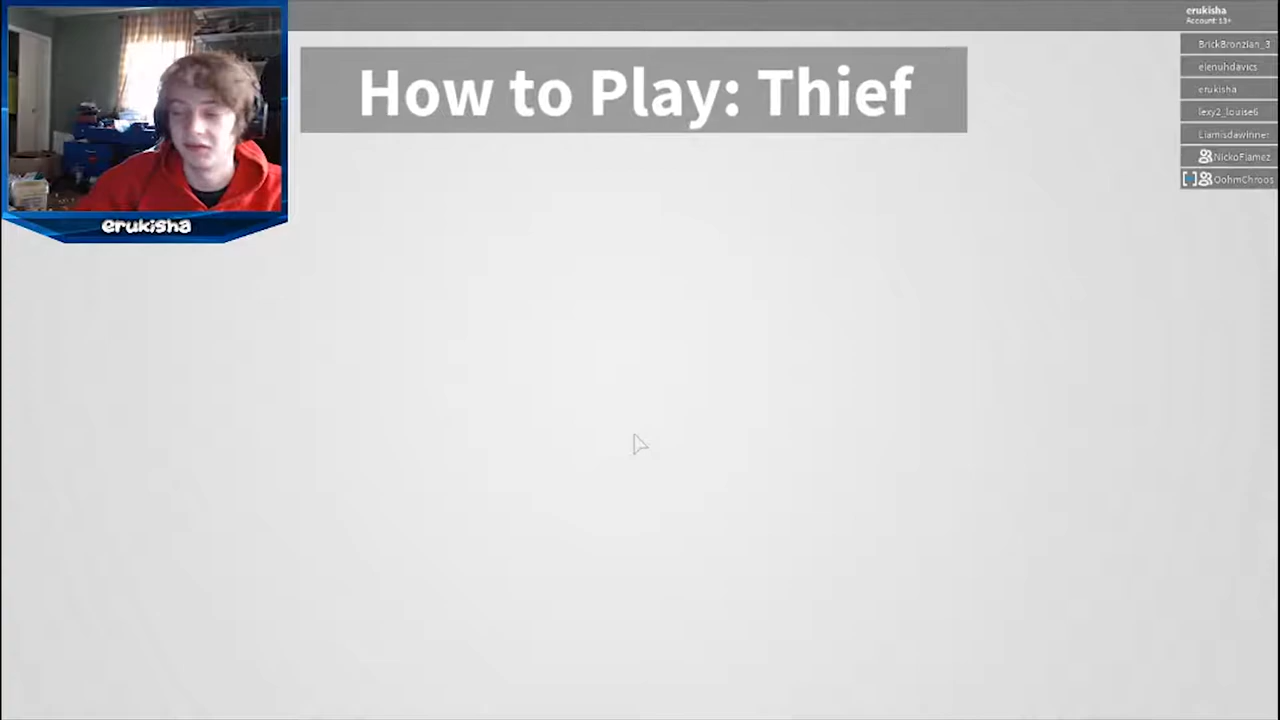 erukisha
How to Play: Thief
erukisha
Account: 13+
BrickBronzian_3
elenuhdavics
erukisha
lexy2_louise6
Liamisdawinner
NickoFlamez
OohmChroos